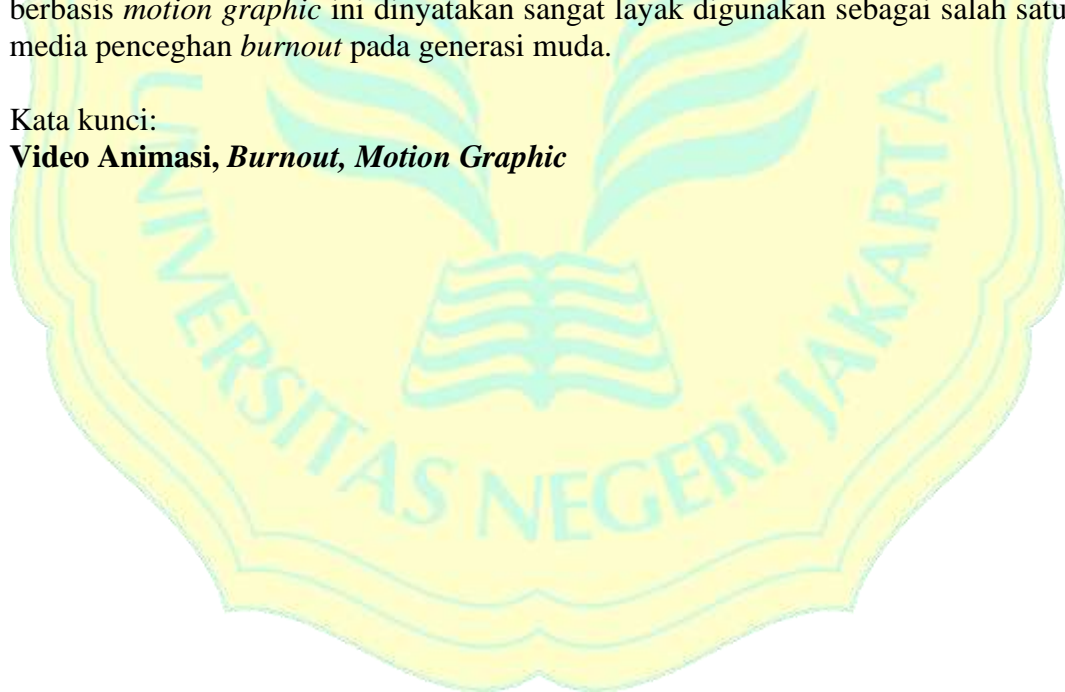 berbasis motion graphic ini dinyatakan sangat layak digunakan sebagai salah satu
media penceghan burnout pada generasi muda.
Kata kunci:
Video Animasi, Burnout, Motion Graphic
UNIVERSITAS NEGERI JAKARTA